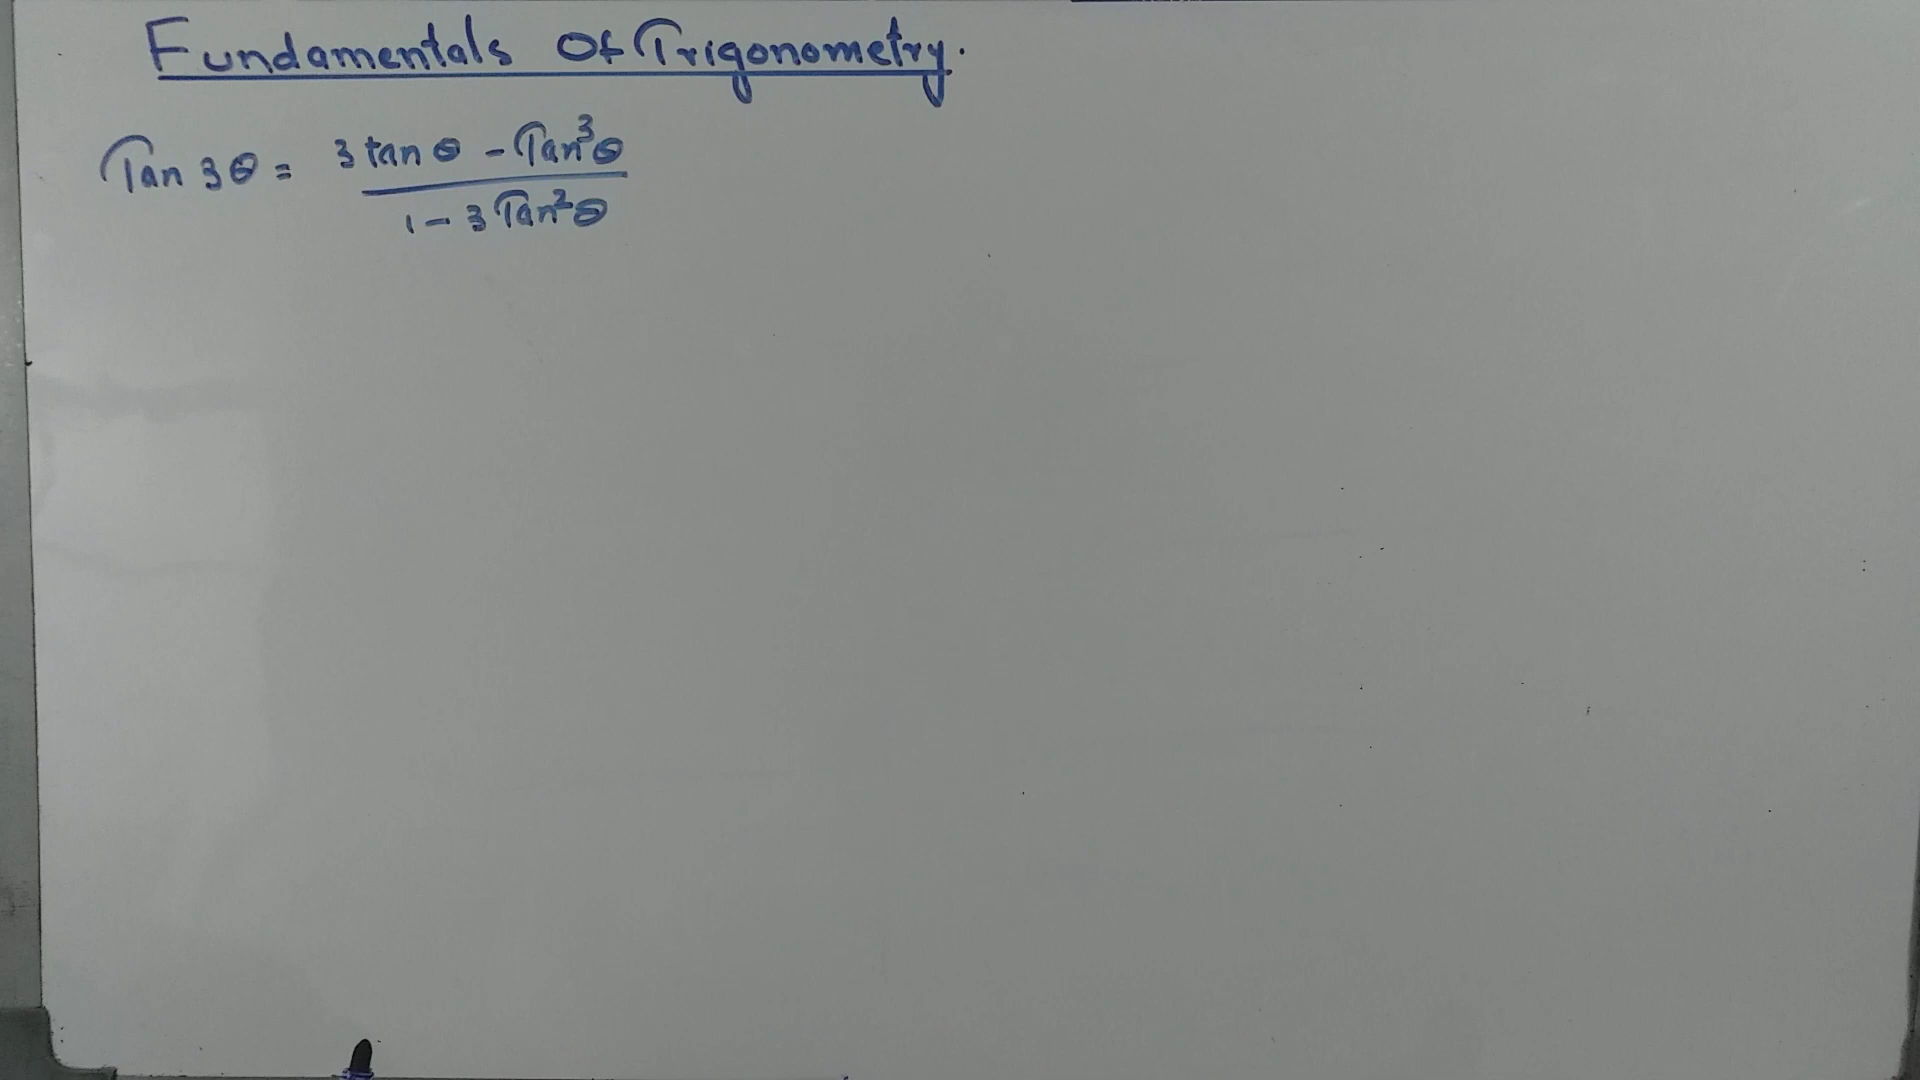 Fundamentals Of Trigonometry.
Tan 3θ = 3 tan θ - Tan³θ
1 - 3 Tan²θ